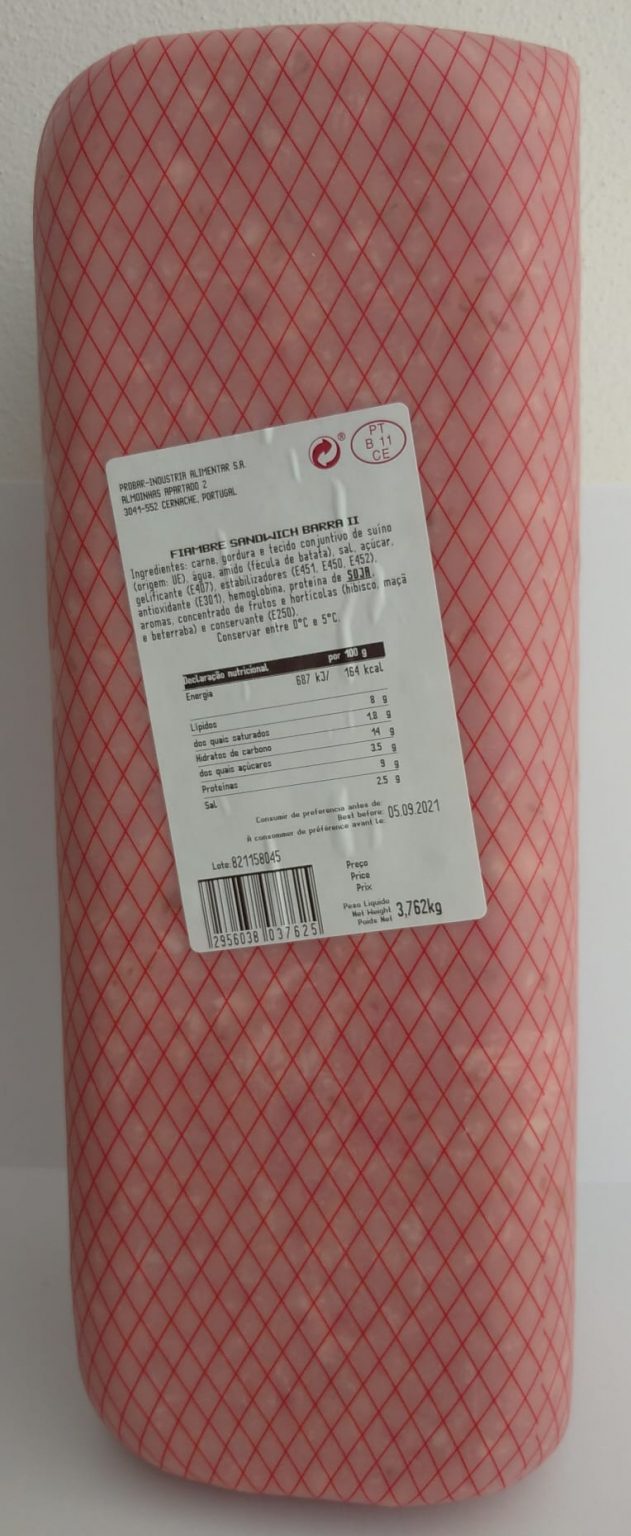 PROBAR-INDUSTRIA ALIMENTAR S.A.
ALMOINHAS APARTADO 2
3041-552 CERNACHE, PORTUGAL
®
PT
B 11
CE
FIAMBRE SANDWICH BARRA II
Ingredientes: carne, gordura e tecido conjuntivo de suíno
(origem: UE), água, amido (fécula de batata), sal, açúcar,
gelificante (E407), estabilizadores (E451, E450, E452),
antioxidante (E301), hemoglobina, proteína de SOJA,
aromas, concentrado de frutos e hortícolas (hibisco, maçã
e beterraba) e conservante (E250).
Conservar entre 0°C e 5°C.
Declaração nutricional por 100 g
Energia 687 kJ/ 164 kcal
Lípidos 8 g
dos quais saturados 1.8 g
Hidratos de carbono 14 g
dos quais açúcares 3.5 g
Proteínas 9 g
Sal 2.5 g
Consumir de preferencia antes de:
Best before: 05.09.2021
À consommer de préférence avant le:
Lote: 821158045
Preço
Price
Prix
Peso Liquido
Net Weight 3,762kg
Poids Net
2956038 037625